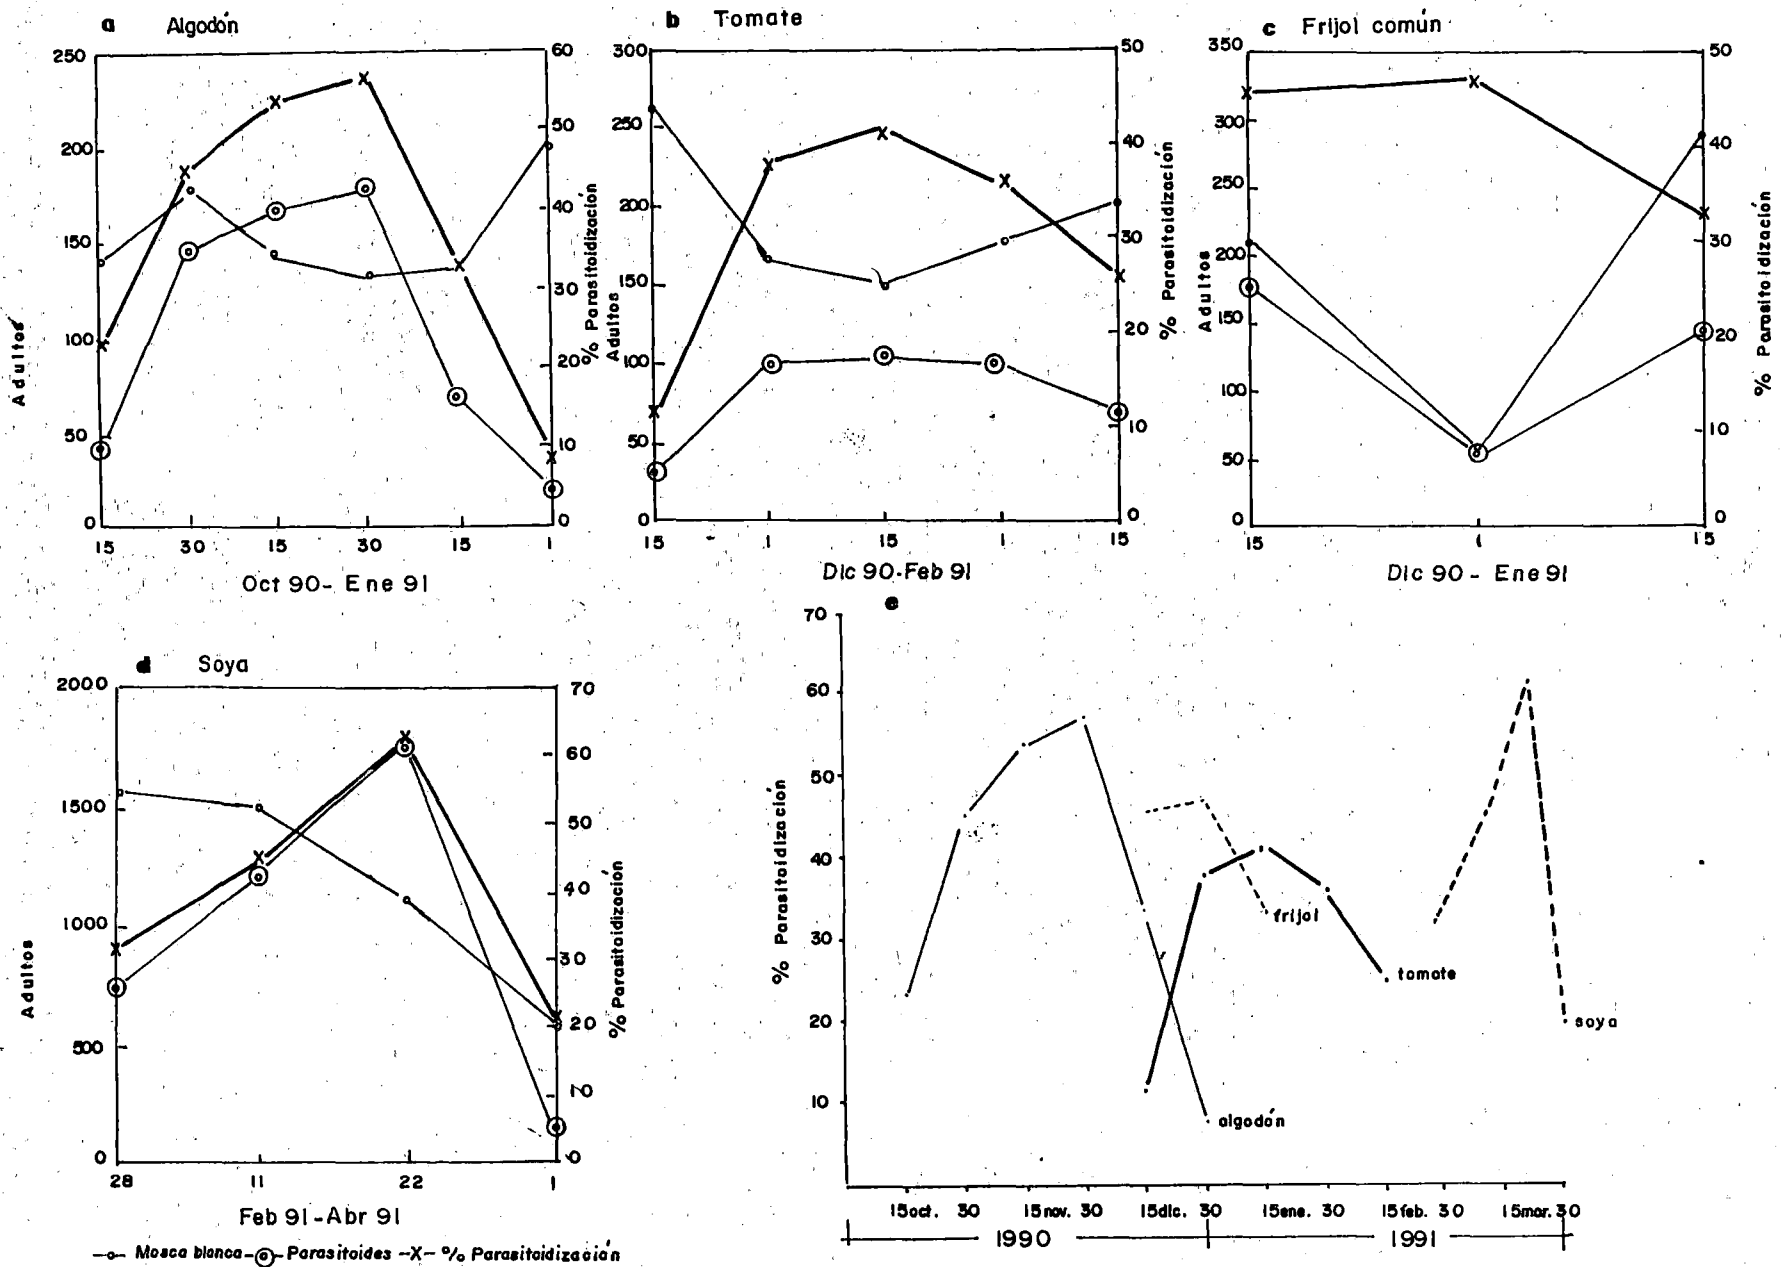 a Algodón
250
200
150
100
50
0
Adultos
60
50
40
30
20
10
0
% Parasitoidización
15 30 15 30 15 1
Oct 90- Ene 91
b Tomate
300
250
200
150
100
50
0
Adultos
50
40
30
20
10
0
% Parasitoidización
15 1 15 1 15
Dic 90-Feb 91
c Frijol común
350
300
250
200
150
100
50
0
Adultos
50
40
30
20
10
0
% Parasitoidización
15 1 15
Dic 90 - Ene 91
d Soya
2000
1500
1000
500
0
Adultos
70
60
50
40
30
20
10
0
% Parasitoidización
28 11 22 1
Feb 91-Abr 91
Mosca blanca Parasitoides -X- % Parasitoidización
e
70
60
50
40
30
20
10
% Parasitoidización
frijol
tomate
soya
algodón
15oct. 30 15nov. 30 15dic. 30 15ene. 30 15feb. 30 15mar. 30
1990 1991